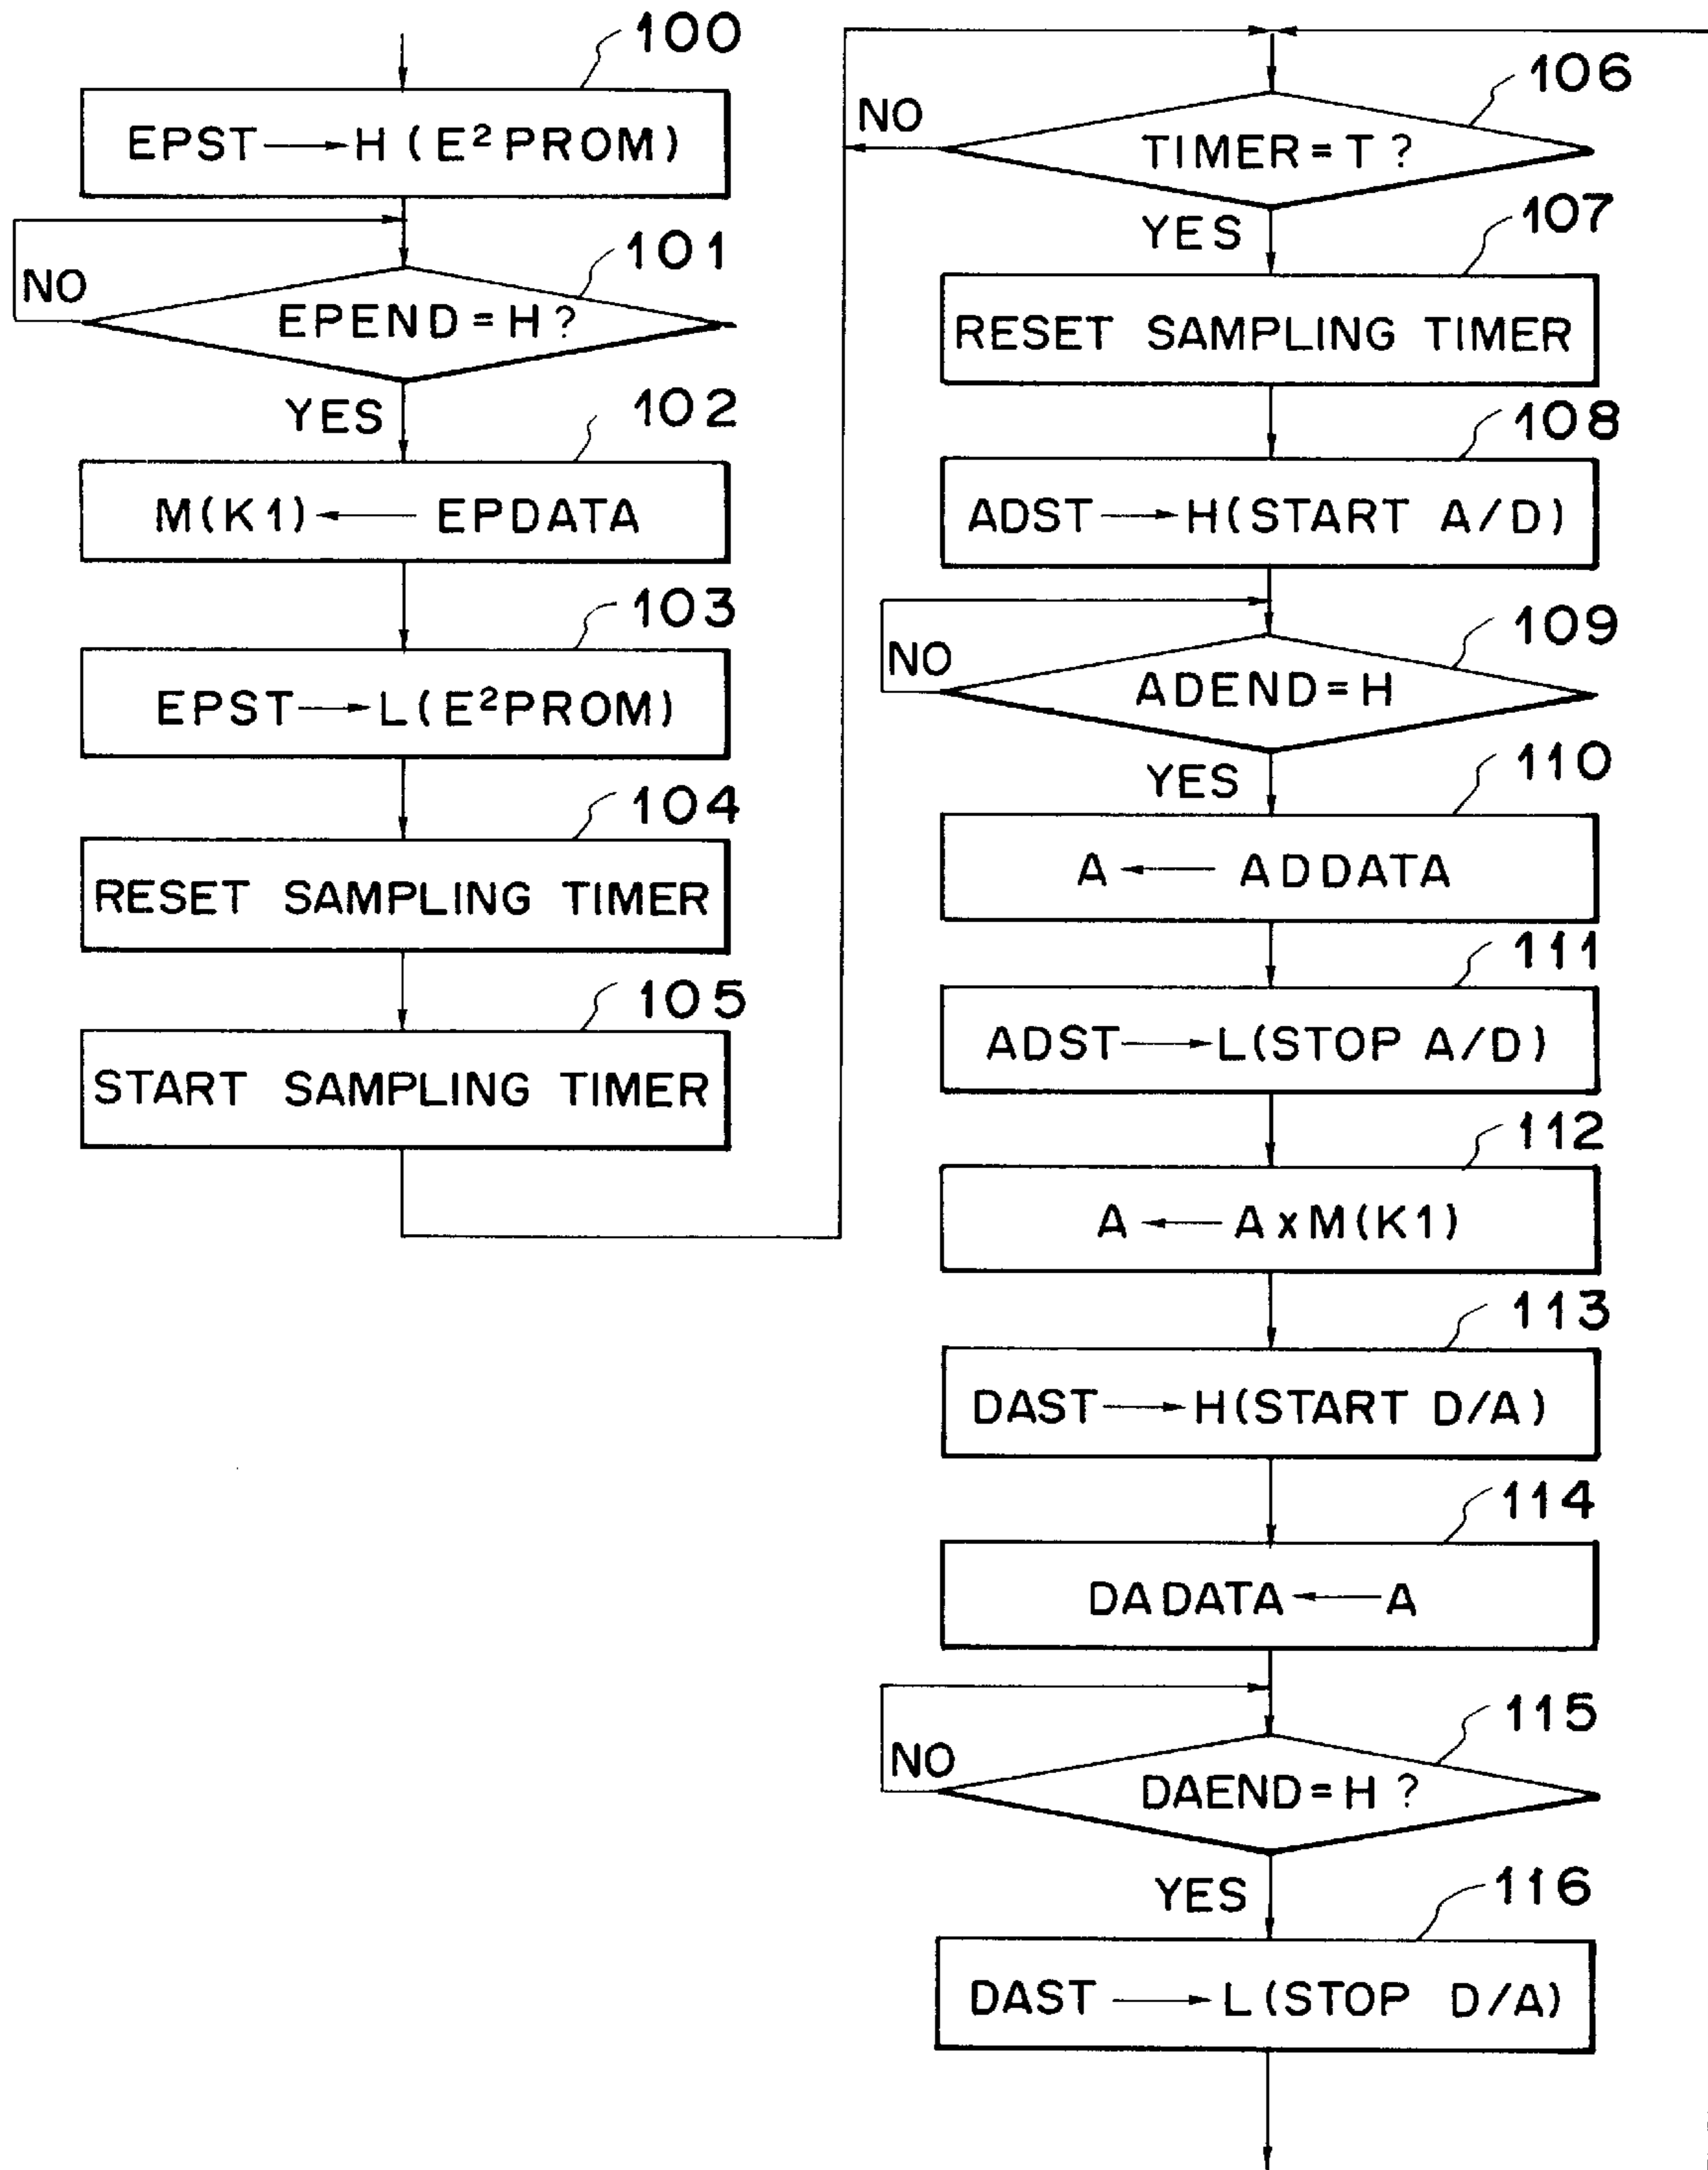 100
EPST→H (E²PROM)
101
NO
EPEND=H?
YES
102
M(K1)← EPDATA
103
EPST→L(E²PROM)
104
RESET SAMPLING TIMER
105
START SAMPLING TIMER
106
NO
TIMER=T?
YES
107
RESET SAMPLING TIMER
108
ADST→H(START A/D)
109
NO
ADEND=H
YES
110
A← ADDATA
111
ADST→L(STOP A/D)
112
A←AxM(K1)
113
DAST→H(START D/A)
114
DADATA←A
115
NO
DAEND=H?
YES
116
DAST→L(STOP D/A)